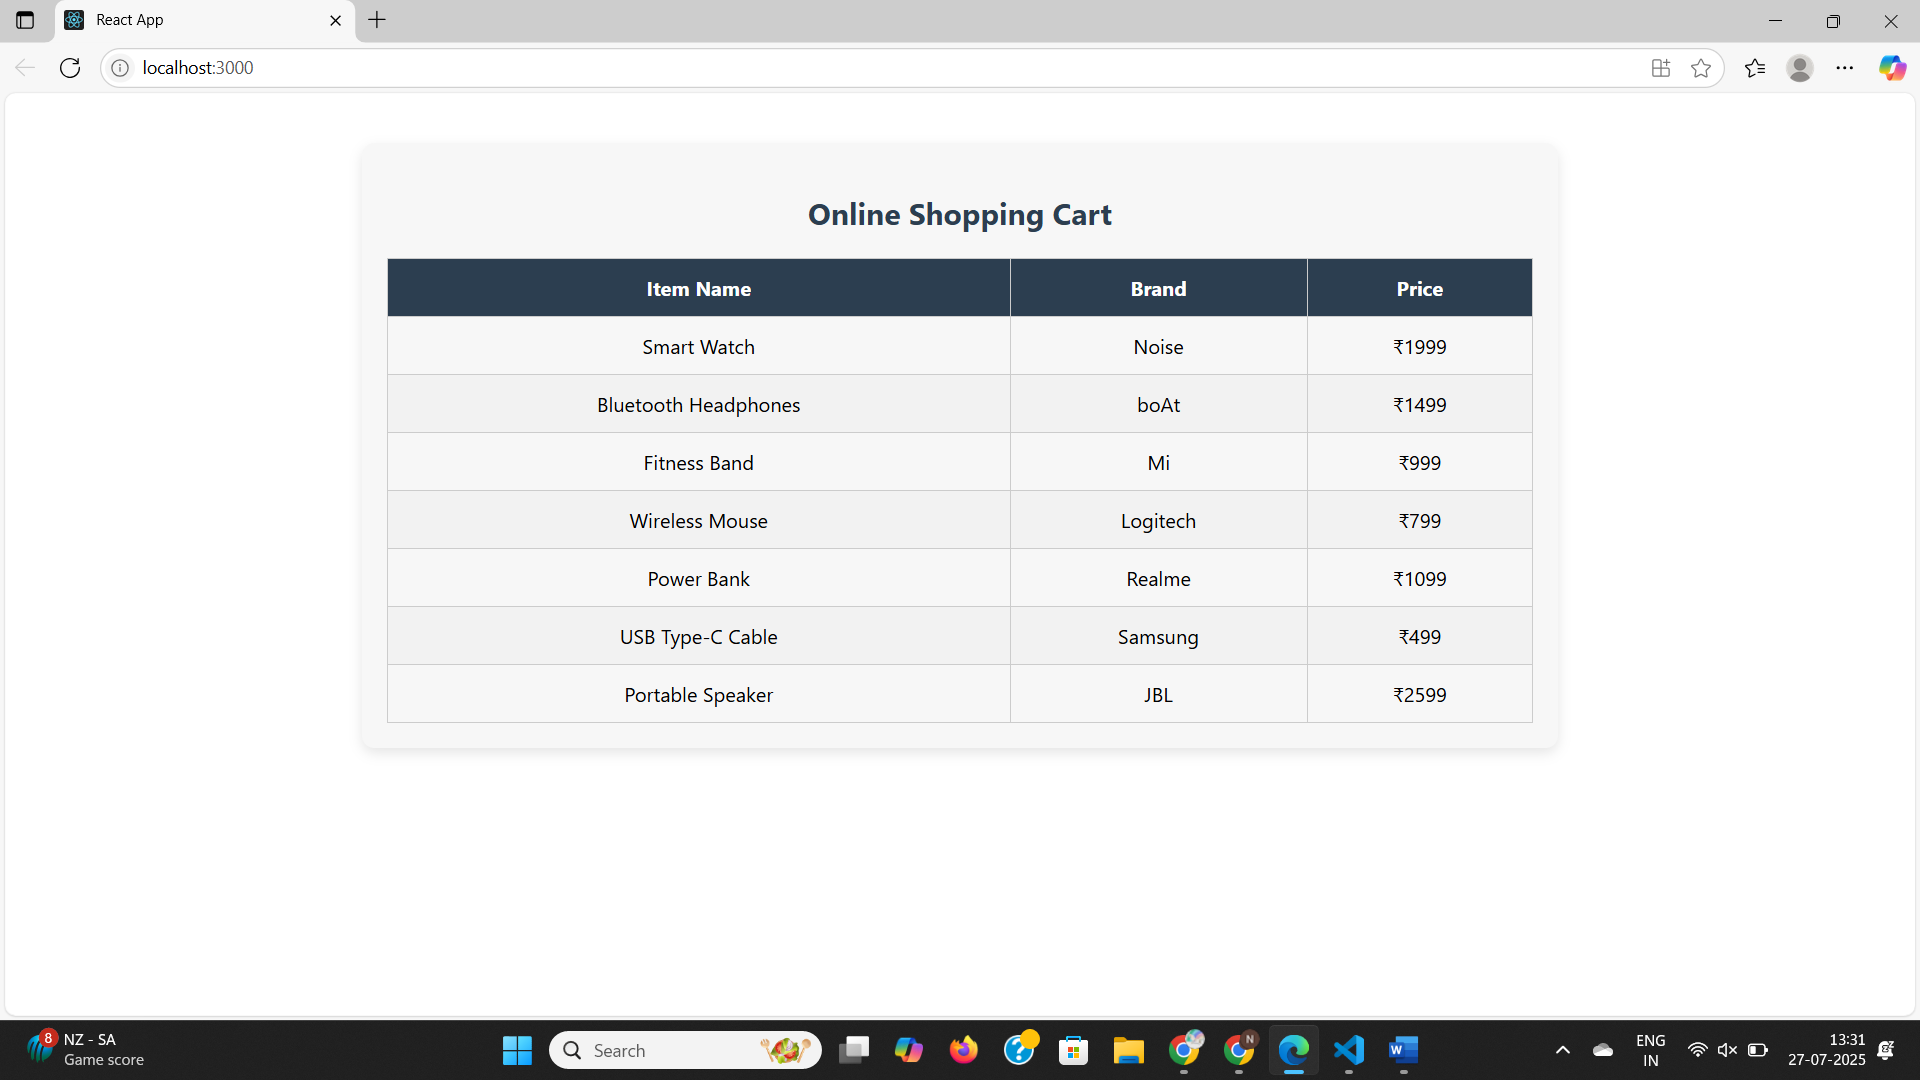 React App
localhost:3000
Online Shopping Cart
Item Name Brand Price
Smart Watch Noise ₹1999
Bluetooth Headphones boAt ₹1499
Fitness Band Mi ₹999
Wireless Mouse Logitech ₹799
Power Bank Realme ₹1099
USB Type-C Cable Samsung ₹499
Portable Speaker JBL ₹2599
8
NZ - SA
Game score
Search
N
W
ENG
IN
13:31
27-07-2025